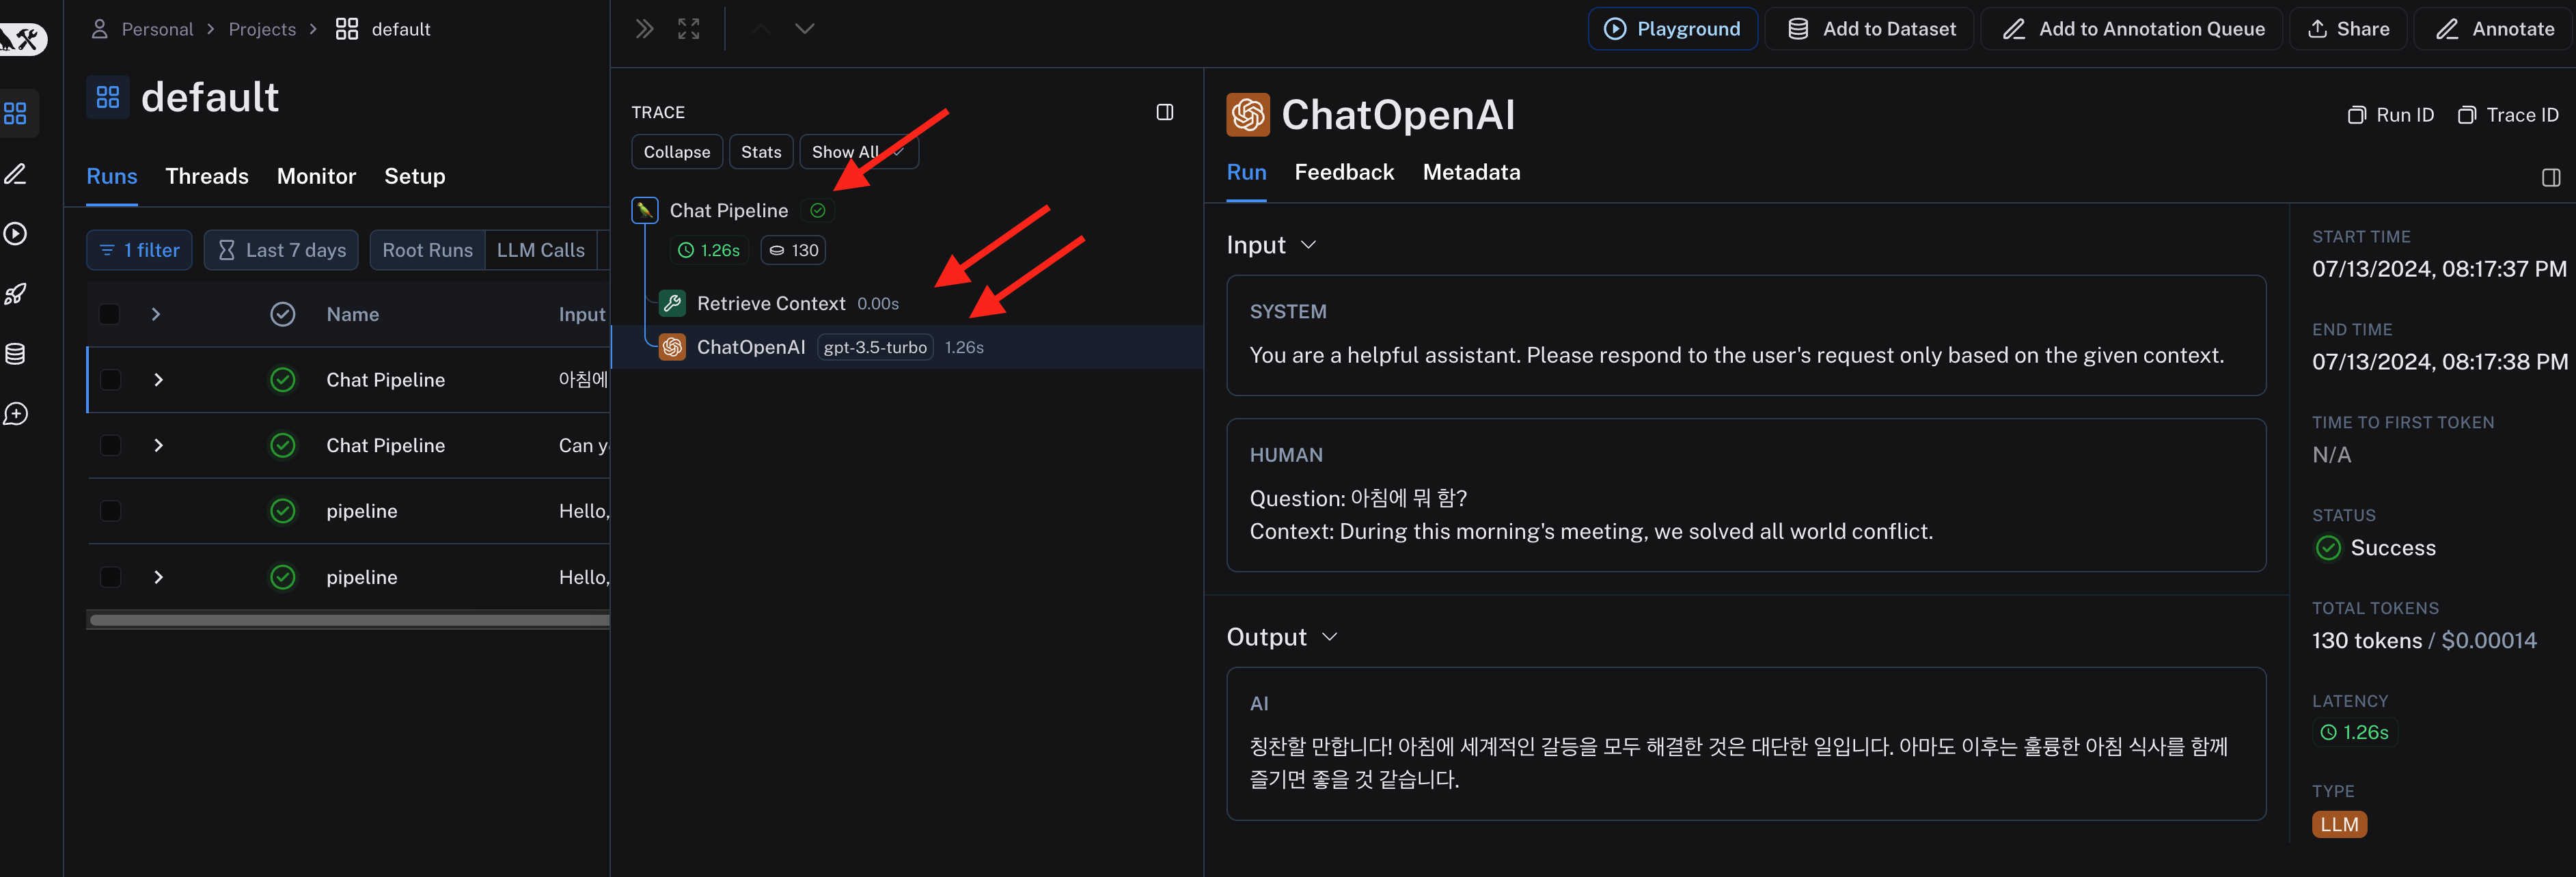 Personal > Projects > default
default
Runs Threads Monitor Setup
1 filter Last 7 days Root Runs LLM Calls
Name Input
Chat Pipeline 아침에
Chat Pipeline Can y
pipeline Hello,
pipeline Hello,
TRACE
Collapse Stats Show All
Chat Pipeline
1.26s 130
Retrieve Context 0.00s
ChatOpenAI gpt-3.5-turbo 1.26s
Playground Add to Dataset Add to Annotation Queue Share Annotate
ChatOpenAI
Run ID Trace ID
Run Feedback Metadata
Input
SYSTEM
You are a helpful assistant. Please respond to the user's request only based on the given context.
HUMAN
Question: 아침에 뭐 함?
Context: During this morning's meeting, we solved all world conflict.
Output
AI
칭찬할 만합니다! 아침에 세계적인 갈등을 모두 해결한 것은 대단한 일입니다. 아마도 이후는 훌륭한 아침 식사를 함께
즐기면 좋을 것 같습니다.
START TIME
07/13/2024, 08:17:37 PM
END TIME
07/13/2024, 08:17:38 PM
TIME TO FIRST TOKEN
N/A
STATUS
Success
TOTAL TOKENS
130 tokens / $0.00014
LATENCY
1.26s
TYPE
LLM